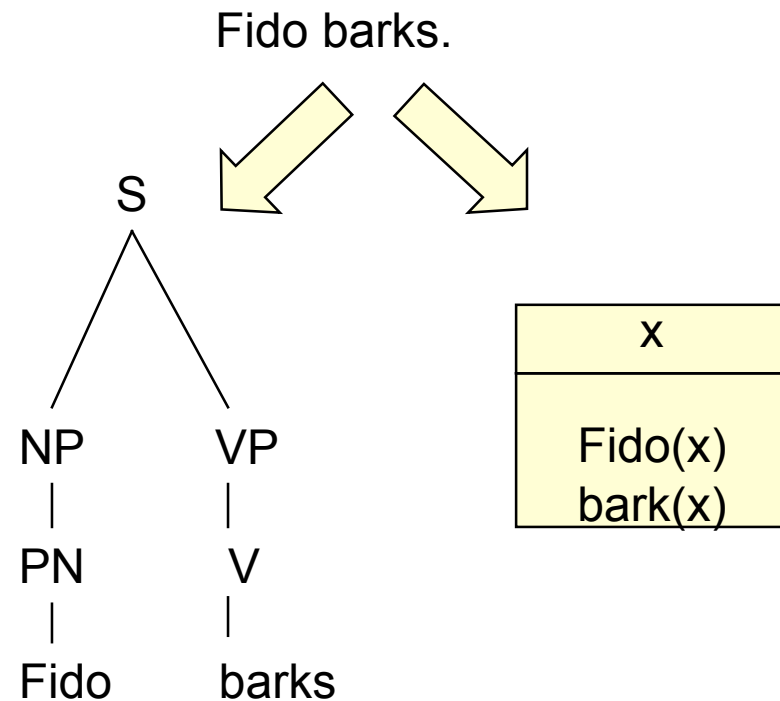 Fido barks.
S
x
NP VP
Fido(x)
bark(x)
PN V
Fido barks